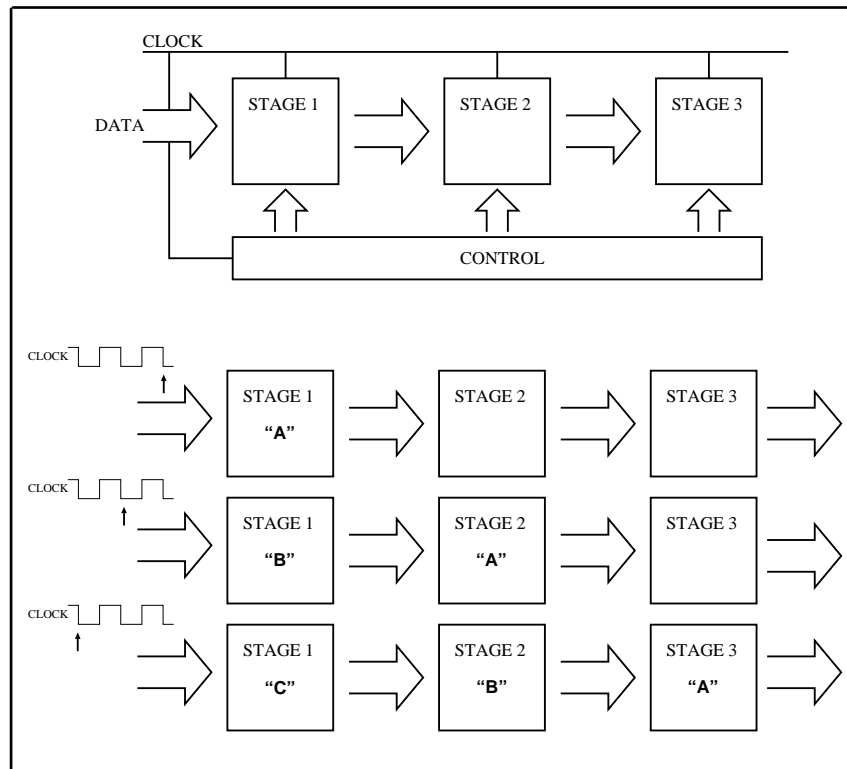 CLOCK
STAGE 1
STAGE 2
STAGE 3
DATA
CONTROL
CLOCK
STAGE 1
STAGE 2
STAGE 3
“A”
CLOCK
STAGE 1
STAGE 2
STAGE 3
“B”
“A”
CLOCK
STAGE 1
STAGE 2
STAGE 3
“C”
“B”
“A”